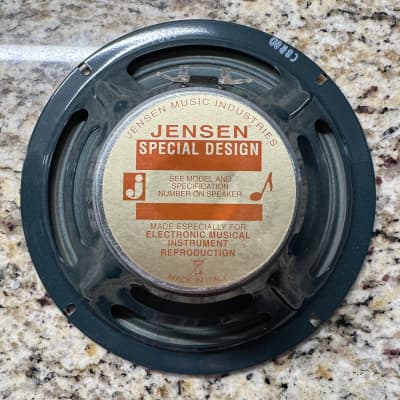 JENSEN MUSIC INDUSTRIES
JENSEN
SPECIAL DESIGN
j
SEE MODEL AND
SPECIFICATION
NUMBER ON SPEAKER
MADE ESPECIALLY FOR
ELECTRONIC MUSICAL
INSTRUMENT
REPRODUCTION
MADE IN ITALY